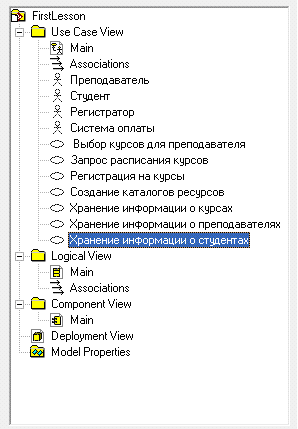 FirstLesson
Use Case View
Main
Associations
Преподаватель
Студент
Регистратор
Система оплаты
Выбор курсов для преподавателя
Запрос расписания курсов
Регистрация на курсы
Создание каталогов ресурсов
Хранение информации о курсах
Хранение информации о преподавателях
Хранение информации о студентах
Logical View
Main
Associations
Component View
Main
Deployment View
Model Properties